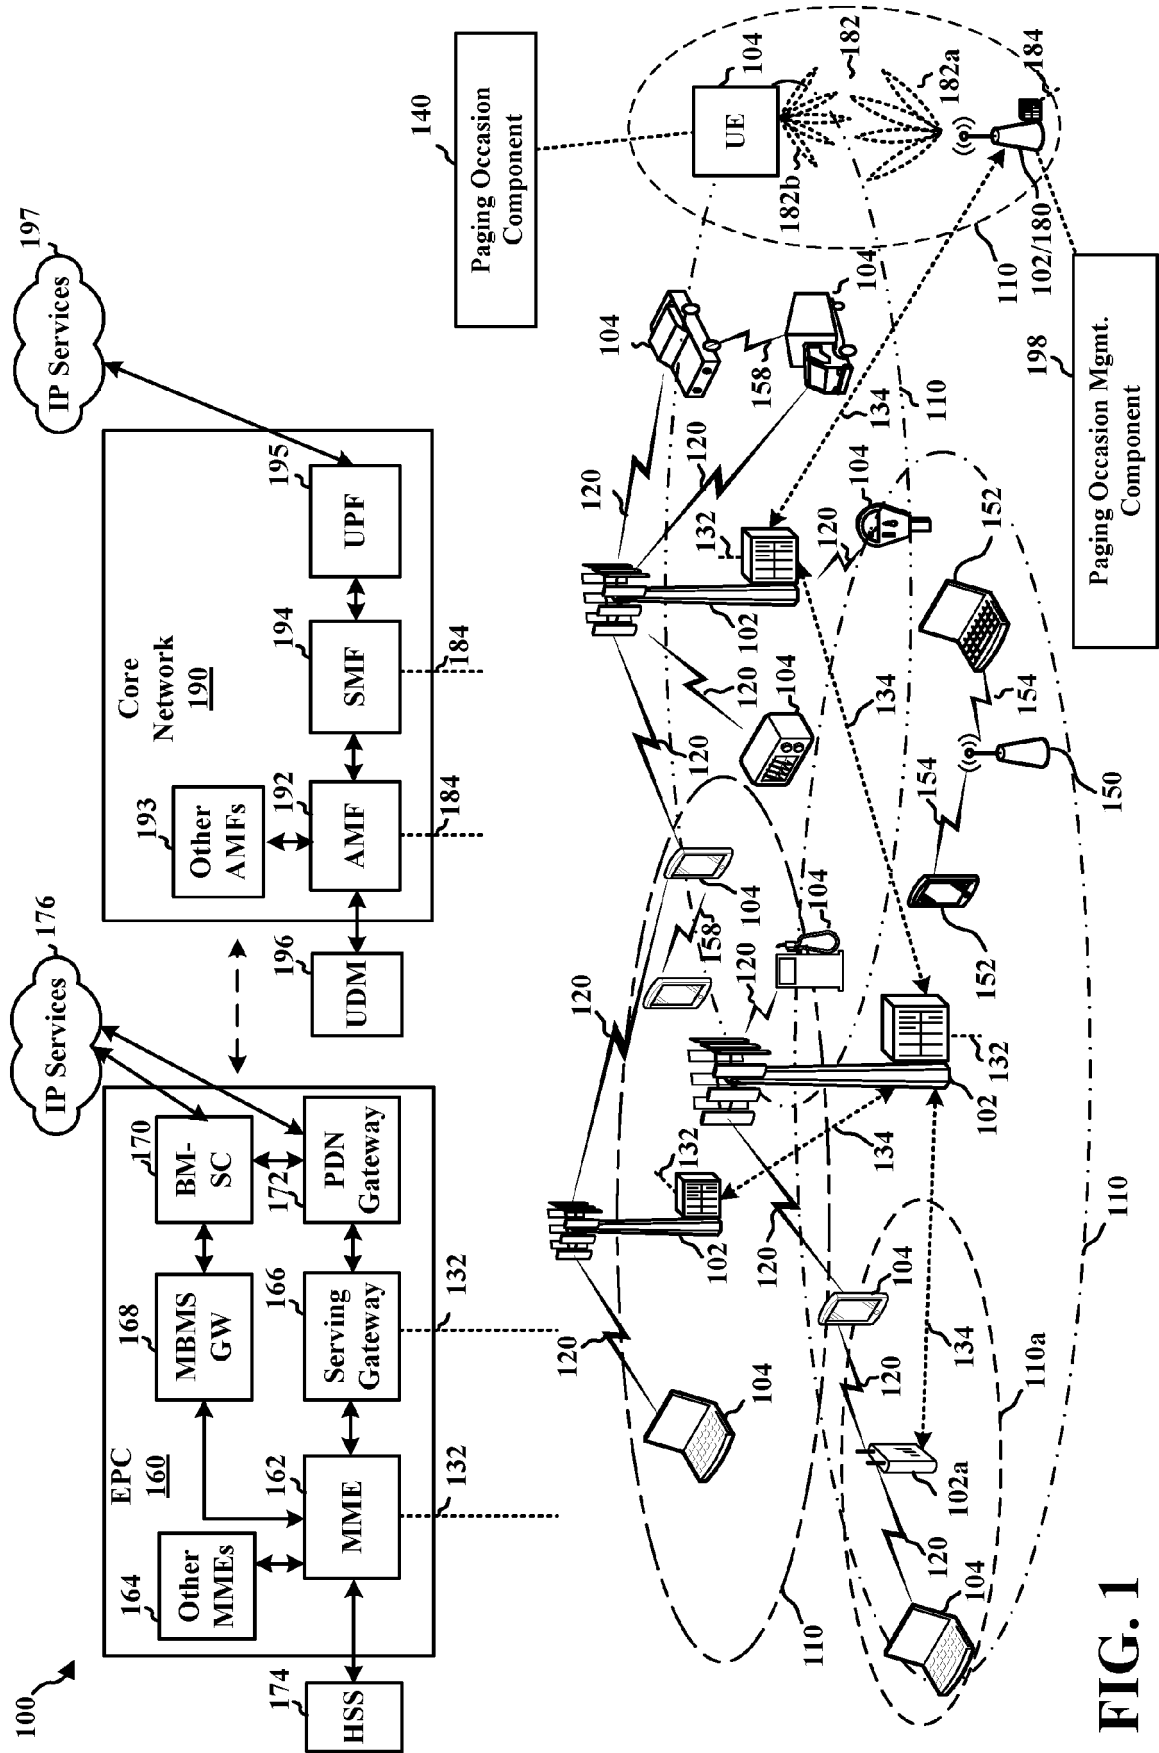 100
EPC
160
164
Other
MMEs
174
HSS
162
MME
132
168
MBMS
GW
166
Serving
Gateway
132
170
BM-
SC
172
PDN
Gateway
IP Services
176
Core
Network
190
193
Other
AMFs
196
UDM
192
AMF
184
194
SMF
184
195
UPF
IP Services
197
Paging Occasion
Component
140
UE
104
182b
182
182a
184
102/180
110
Paging Occasion Mgmt.
Component
198
104
158
104
120
120
134
110
132
102
120
104
120
104
120
134
152
154
154
150
152
120
104
158
120
104
132
102
134
132
102
120
120
104
110
104
134
120
102a
110a
120
104
110
FIG. 1